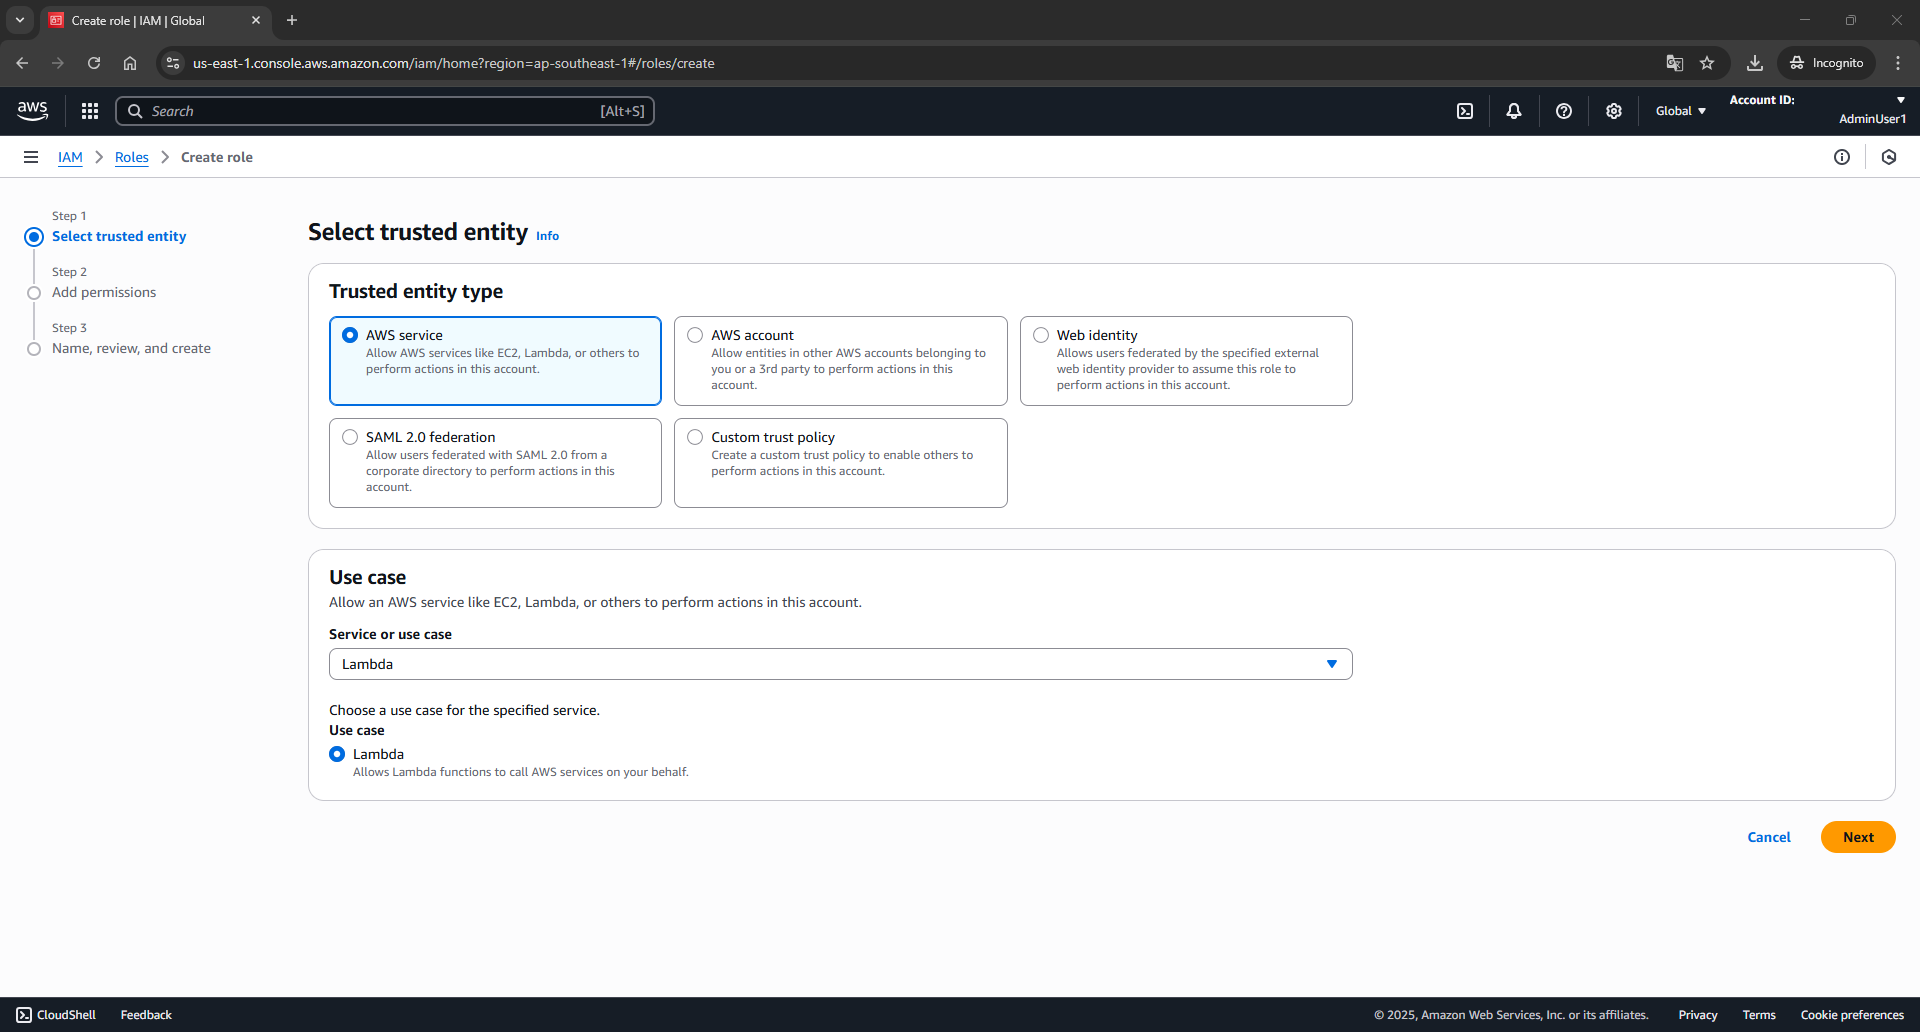 Create role | IAM | Global
us-east-1.console.aws.amazon.com/iam/home?region=ap-southeast-1#/roles/create
Incognito
aws
Search
[Alt+S]
Global
Account ID:
AdminUser1
IAM
Roles
Create role
Step 1
Select trusted entity
Step 2
Add permissions
Step 3
Name, review, and create
Select trusted entity Info
Trusted entity type
AWS service
Allow AWS services like EC2, Lambda, or others to
perform actions in this account.
AWS account
Allow entities in other AWS accounts belonging to
you or a 3rd party to perform actions in this
account.
Web identity
Allows users federated by the specified external
web identity provider to assume this role to
perform actions in this account.
SAML 2.0 federation
Allow users federated with SAML 2.0 from a
corporate directory to perform actions in this
account.
Custom trust policy
Create a custom trust policy to enable others to
perform actions in this account.
Use case
Allow an AWS service like EC2, Lambda, or others to perform actions in this account.
Service or use case
Lambda
Choose a use case for the specified service.
Use case
Lambda
Allows Lambda functions to call AWS services on your behalf.
Cancel
Next
CloudShell
Feedback
© 2025, Amazon Web Services, Inc. or its affiliates.
Privacy
Terms
Cookie preferences